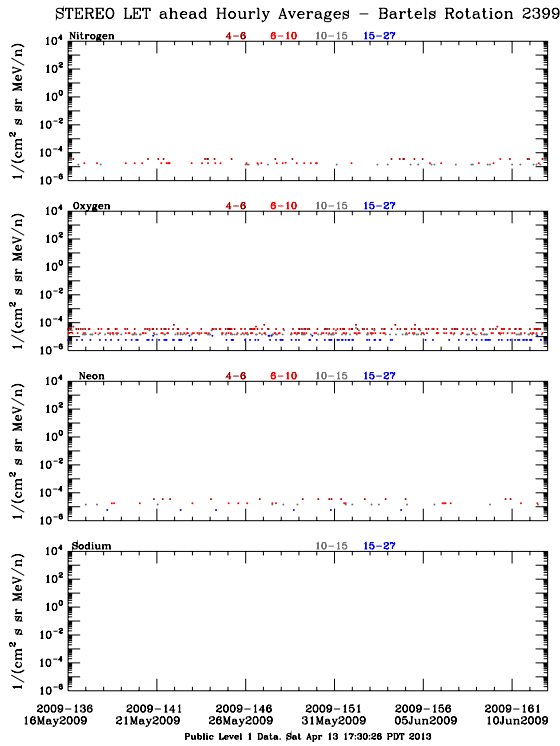 STEREO LET ahead Hourly Averages - Bartels Rotation 2399
Nitrogen 4-6 6-10 10-15 15-27
10^4
10^2
10^0
10^-2
10^-4
10^-6
1/(cm^2 s sr MeV/n)
Oxygen 4-6 6-10 10-15 15-27
10^4
10^2
10^0
10^-2
10^-4
10^-6
1/(cm^2 s sr MeV/n)
Neon 4-6 6-10 10-15 15-27
10^4
10^2
10^0
10^-2
10^-4
10^-6
1/(cm^2 s sr MeV/n)
Sodium 10-15 15-27
10^4
10^2
10^0
10^-2
10^-4
10^-6
1/(cm^2 s sr MeV/n)
2009-136 2009-141 2009-146 2009-151 2009-156 2009-161
16May2009 21May2009 26May2009 31May2009 05Jun2009 10Jun2009
Public Level 1 Data. Sat Apr 13 17:30:26 PDT 2013